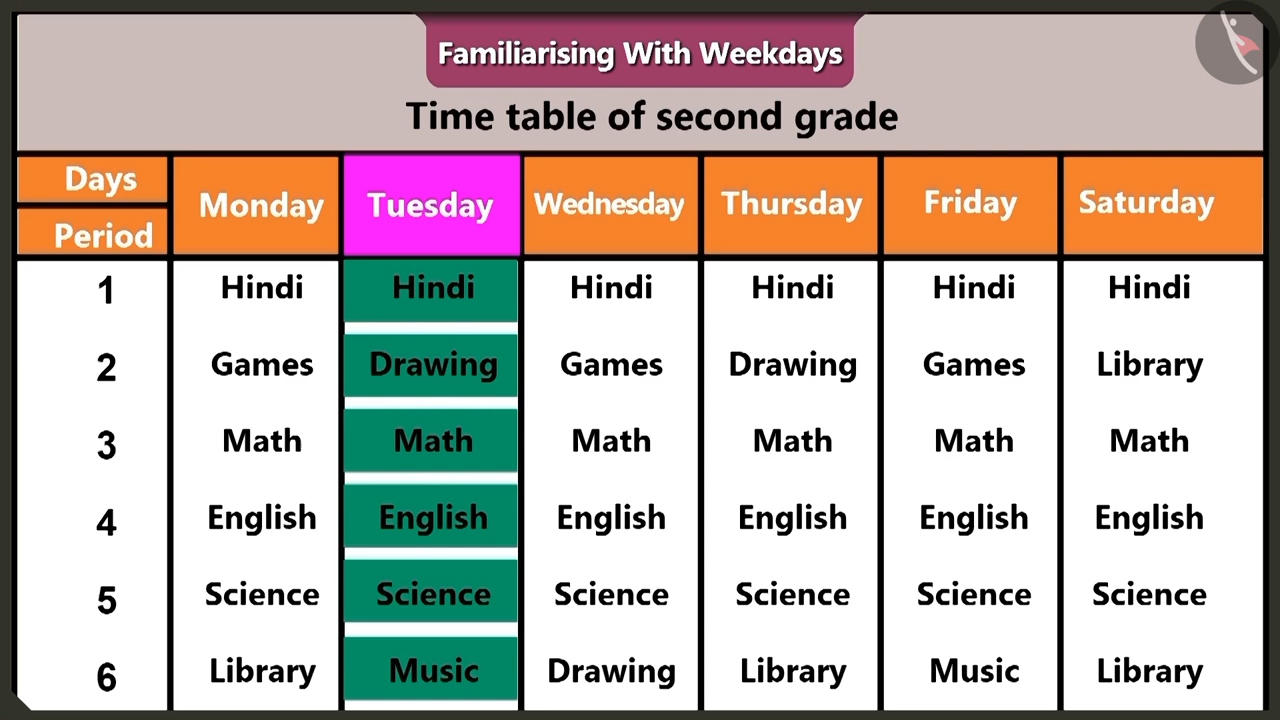 Familiarising With Weekdays
Time table of second grade
Days
Period
Monday Tuesday Wednesday Thursday Friday Saturday
1 Hindi Hindi Hindi Hindi Hindi Hindi
2 Games Drawing Games Drawing Games Library
3 Math Math Math Math Math Math
4 English English English English English English
5 Science Science Science Science Science Science
6 Library Music Drawing Library Music Library